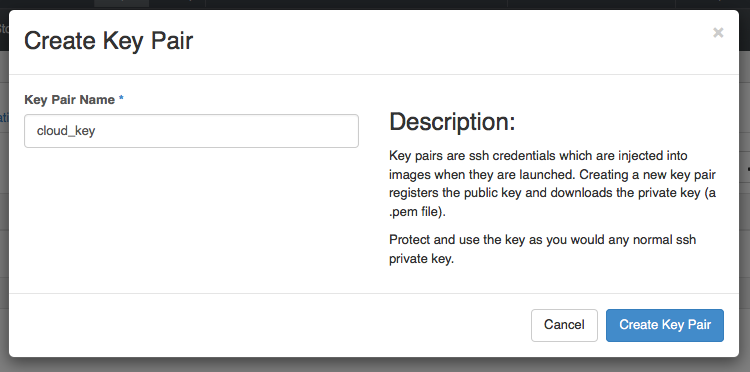 Create Key Pair
×
Key Pair Name *
cloud_key
Description:
Key pairs are ssh credentials which are injected into
images when they are launched. Creating a new key pair
registers the public key and downloads the private key (a
.pem file).
Protect and use the key as you would any normal ssh
private key.
Cancel
Create Key Pair